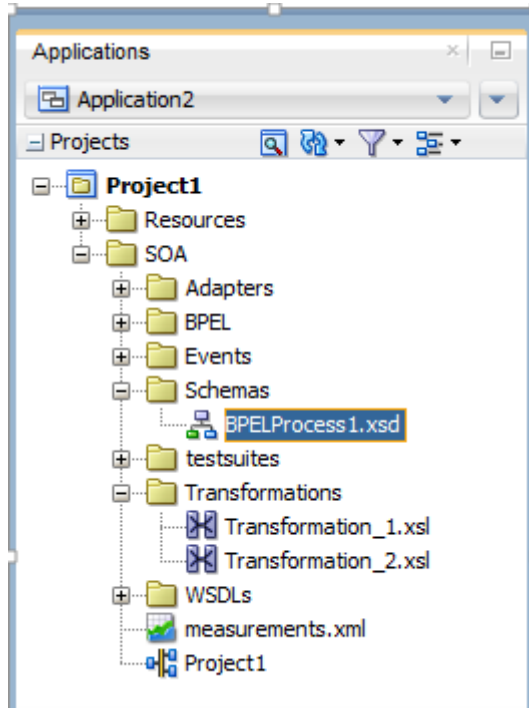 Applications
Application2
Projects
Project1
Resources
SOA
Adapters
BPEL
Events
Schemas
BPELProcess1.xsd
testsuites
Transformations
Transformation_1.xsl
Transformation_2.xsl
WSDLs
measurements.xml
Project1